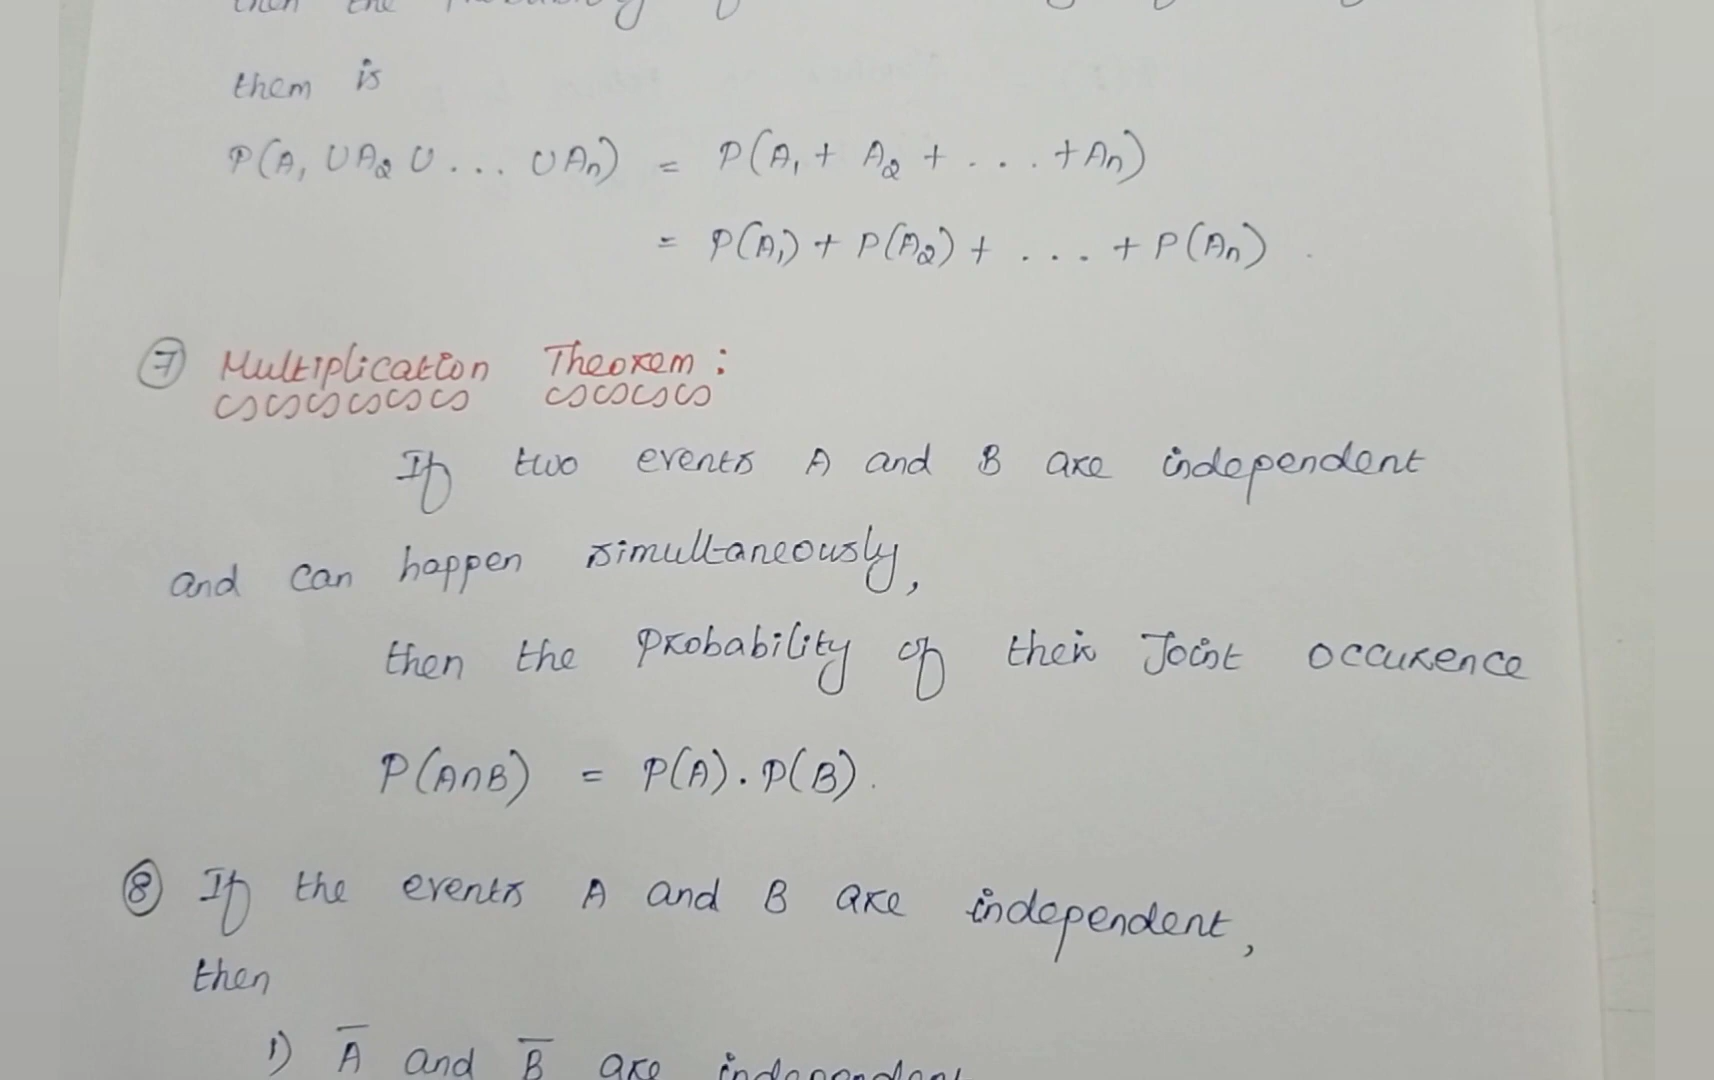 them is
P(A₁ ∪ A₂ ∪ ... ∪ Aₙ) = P(A₁ + A₂ + ... + Aₙ)
= P(A₁) + P(A₂) + ... + P(Aₙ).
⑦ Multiplication Theorem:
If two events A and B are independent
and can happen simultaneously,
then the probability of their Joint occurence
P(A∩B) = P(A).P(B).
⑧ If the events A and B are independent,
then
1) A̅ and B̅ are independent